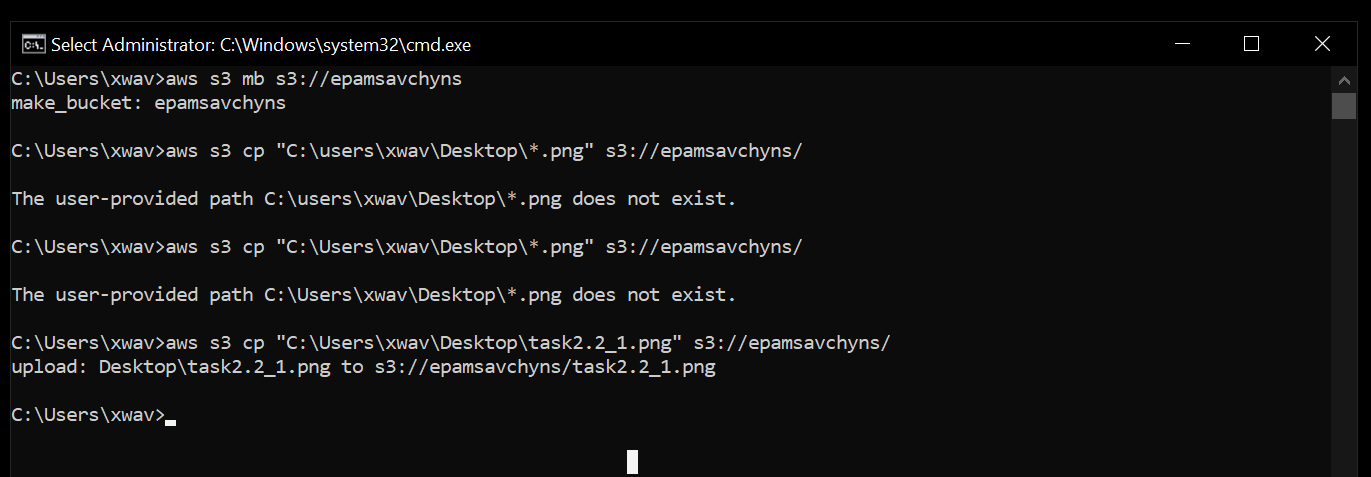 Select Administrator: C:\Windows\system32\cmd.exe
C:\Users\xwav>aws s3 mb s3://epamsavchyns
make_bucket: epamsavchyns
C:\Users\xwav>aws s3 cp "C:\users\xwav\Desktop\*.png" s3://epamsavchyns/
The user-provided path C:\users\xwav\Desktop\*.png does not exist.
C:\Users\xwav>aws s3 cp "C:\Users\xwav\Desktop\*.png" s3://epamsavchyns/
The user-provided path C:\Users\xwav\Desktop\*.png does not exist.
C:\Users\xwav>aws s3 cp "C:\Users\xwav\Desktop\task2.2_1.png" s3://epamsavchyns/
upload: Desktop\task2.2_1.png to s3://epamsavchyns/task2.2_1.png
C:\Users\xwav>